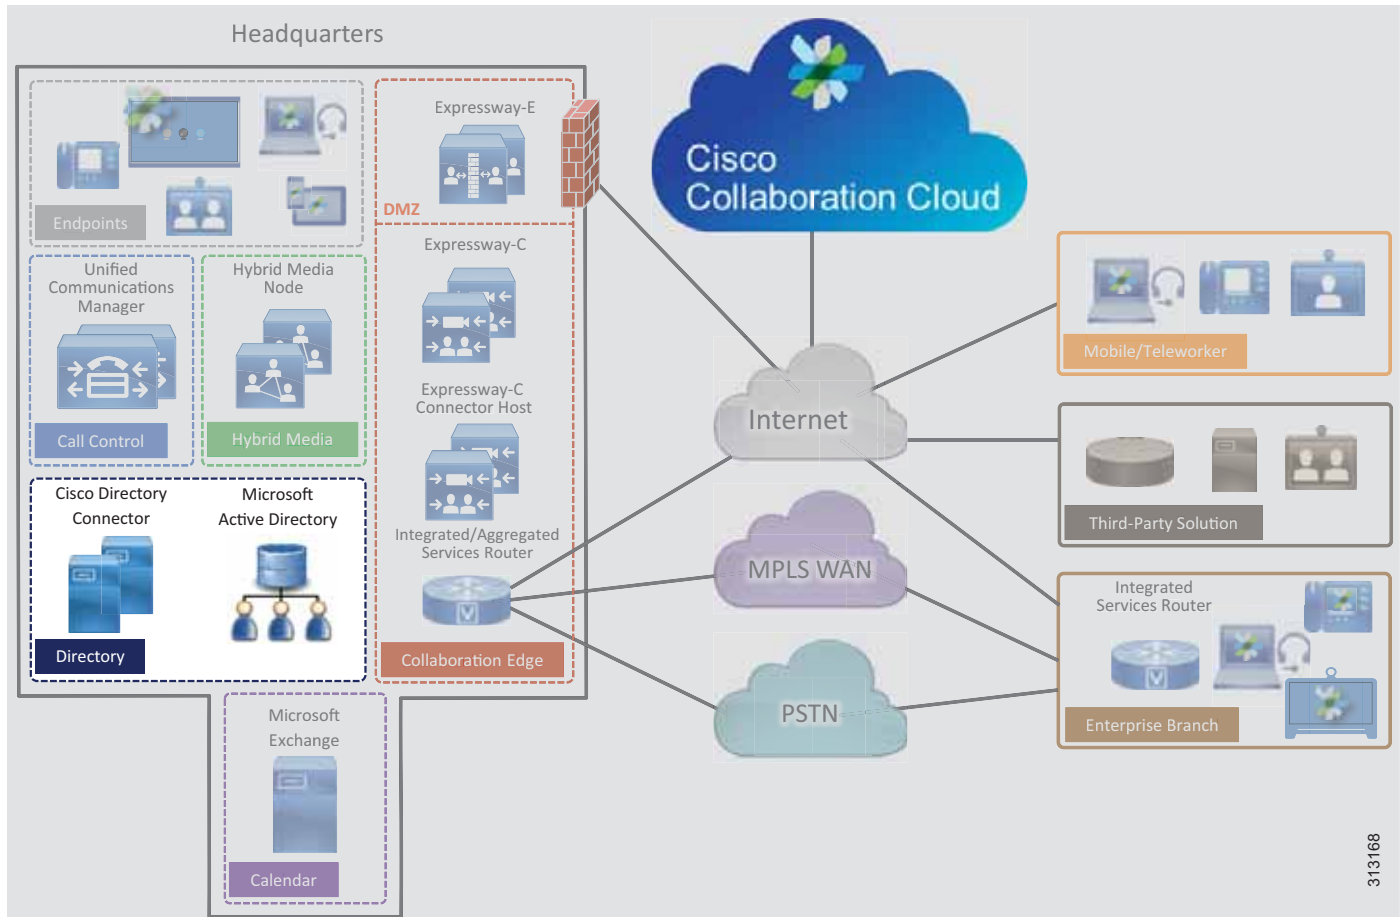 Headquarters
Endpoints
Unified
Communications
Manager
Call Control
Hybrid Media
Node
Hybrid Media
Cisco Directory
Connector
Microsoft
Active Directory
Directory
Microsoft
Exchange
Calendar
Expressway-E
DMZ
Expressway-C
Expressway-C
Connector Host
Integrated/Aggregated
Services Router
V
Collaboration Edge
Cisco
Collaboration Cloud
Internet
MPLS WAN
PSTN
Mobile/Teleworker
Third-Party Solution
Integrated
Services Router
V
Enterprise Branch
313168